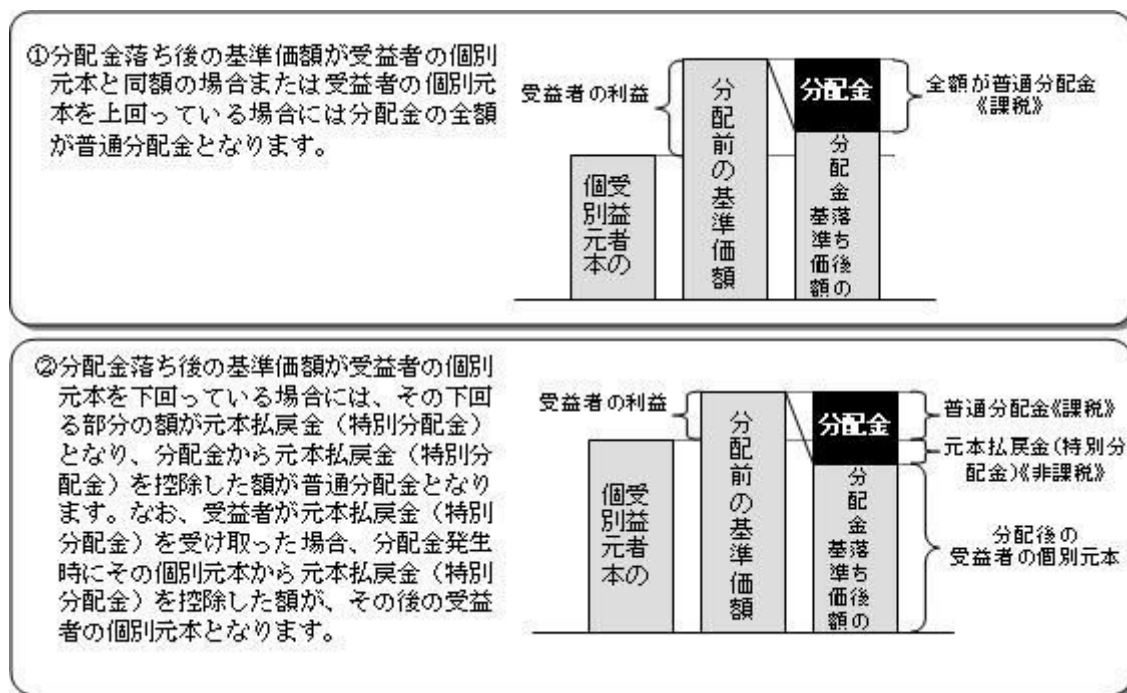 ①分配金落ち後の基準価額が受益者の個別
元本と同額の場合または受益者の個別元
本を上回っている場合には分配金の全額
が普通分配金となります。
受益者の利益
受益者の
個別元本
分配前の基準価額
分配金
分配金落ち後の
基準価額
全額が普通分配金
《課税》
②分配金落ち後の基準価額が受益者の個別
元本を下回っている場合には、その下回
る部分の額が元本払戻金（特別分配金）
となり、分配金から元本払戻金（特別分
配金）を控除した額が普通分配金となり
ます。なお、受益者が元本払戻金（特別
分配金）を受け取った場合、分配金発生
時にその個別元本から元本払戻金（特別
分配金）を控除した額が、その後の受益
者の個別元本となります。
受益者の利益
受益者の
個別元本
分配前の基準価額
分配金
分配金落ち後の
基準価額
普通分配金《課税》
元本払戻金(特別分
配金)《非課税》
分配後の
受益者の個別元本